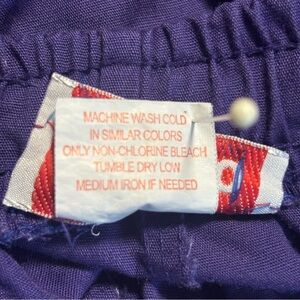 MACHINE WASH COLD
IN SIMILAR COLORS
ONLY NON-CHLORINE BLEACH
TUMBLE DRY LOW
MEDIUM IRON IF NEEDED